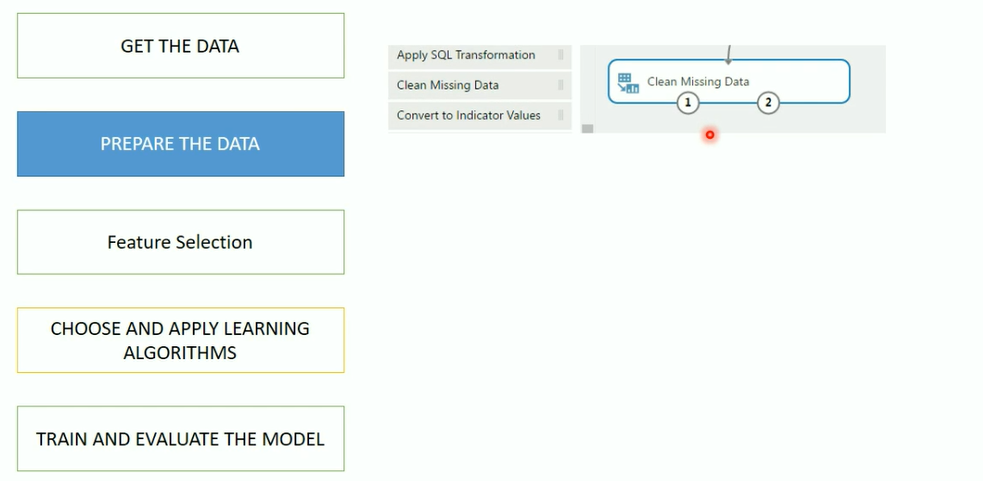 GET THE DATA
PREPARE THE DATA
Feature Selection
CHOOSE AND APPLY LEARNING
ALGORITHMS
TRAIN AND EVALUATE THE MODEL
Apply SQL Transformation
Clean Missing Data
Convert to Indicator Values
Clean Missing Data
1 2